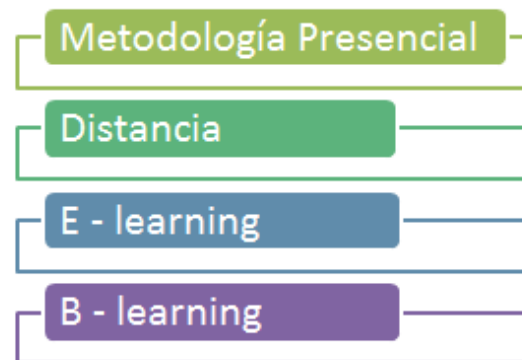 Metodología Presencial
Distancia
E - learning
B - learning